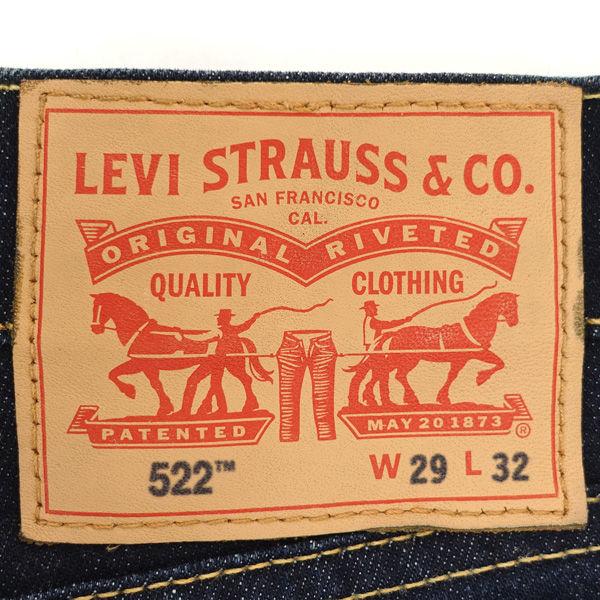 LEVI STRAUSS & CO.
SAN FRANCISCO
CAL.
ORIGINAL RIVETED
QUALITY CLOTHING
PATENTED MAY 20 1873 ®
522™ W 29 L 32